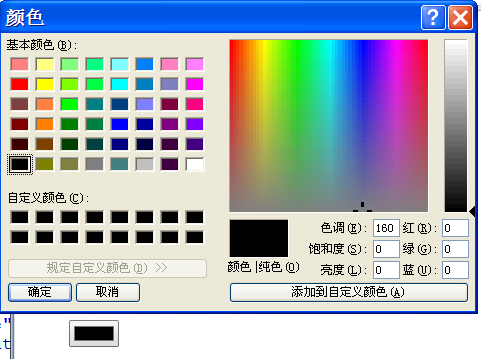 颜色
基本颜色(B):
自定义颜色(C):
规定自定义颜色(D) >>
确定 取消
颜色|纯色(O)
色调(E): 160 红(R): 0
饱和度(S): 0 绿(G): 0
亮度(L): 0 蓝(U): 0
添加到自定义颜色(A)
"
it